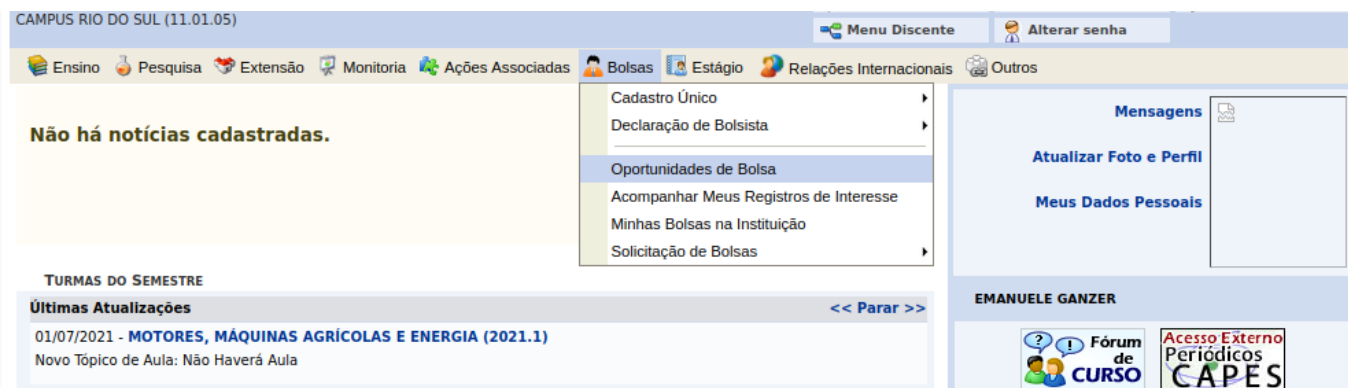 CAMPUS RIO DO SUL (11.01.05)
Menu Discente
Alterar senha
Ensino Pesquisa Extensão Monitoria Ações Associadas Bolsas Estágio Relações Internacionais Outros
Cadastro Único
Declaração de Bolsista
Oportunidades de Bolsa
Acompanhar Meus Registros de Interesse
Minhas Bolsas na Instituição
Solicitação de Bolsas
Não há notícias cadastradas.
Mensagens
Atualizar Foto e Perfil
Meus Dados Pessoais
TURMAS DO SEMESTRE
Últimas Atualizações << Parar >>
01/07/2021 - MOTORES, MÁQUINAS AGRÍCOLAS E ENERGIA (2021.1)
Novo Tópico de Aula: Não Haverá Aula
EMANUELE GANZER
Fórum
de
CURSO
Acesso Externo
Periódicos
CAPES